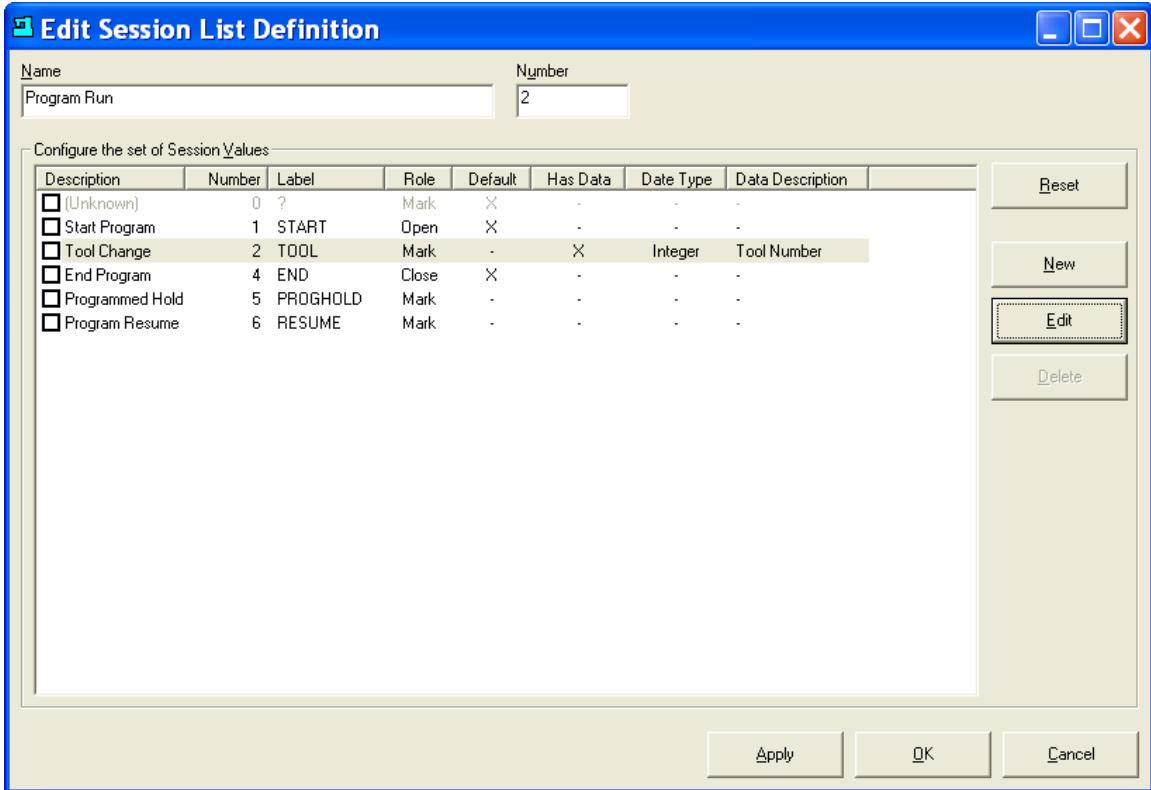 Edit Session List Definition
Name Number
Program Run 2
Configure the set of Session Values
Description Number Label Role Default Has Data Date Type Data Description
(Unknown) 0 ? Mark X - - -
Start Program 1 START Open X - - -
Tool Change 2 TOOL Mark - X Integer Tool Number
End Program 4 END Close X - - -
Programmed Hold 5 PROGHOLD Mark - - - -
Program Resume 6 RESUME Mark - - - -
Reset
New
Edit
Delete
Apply OK Cancel